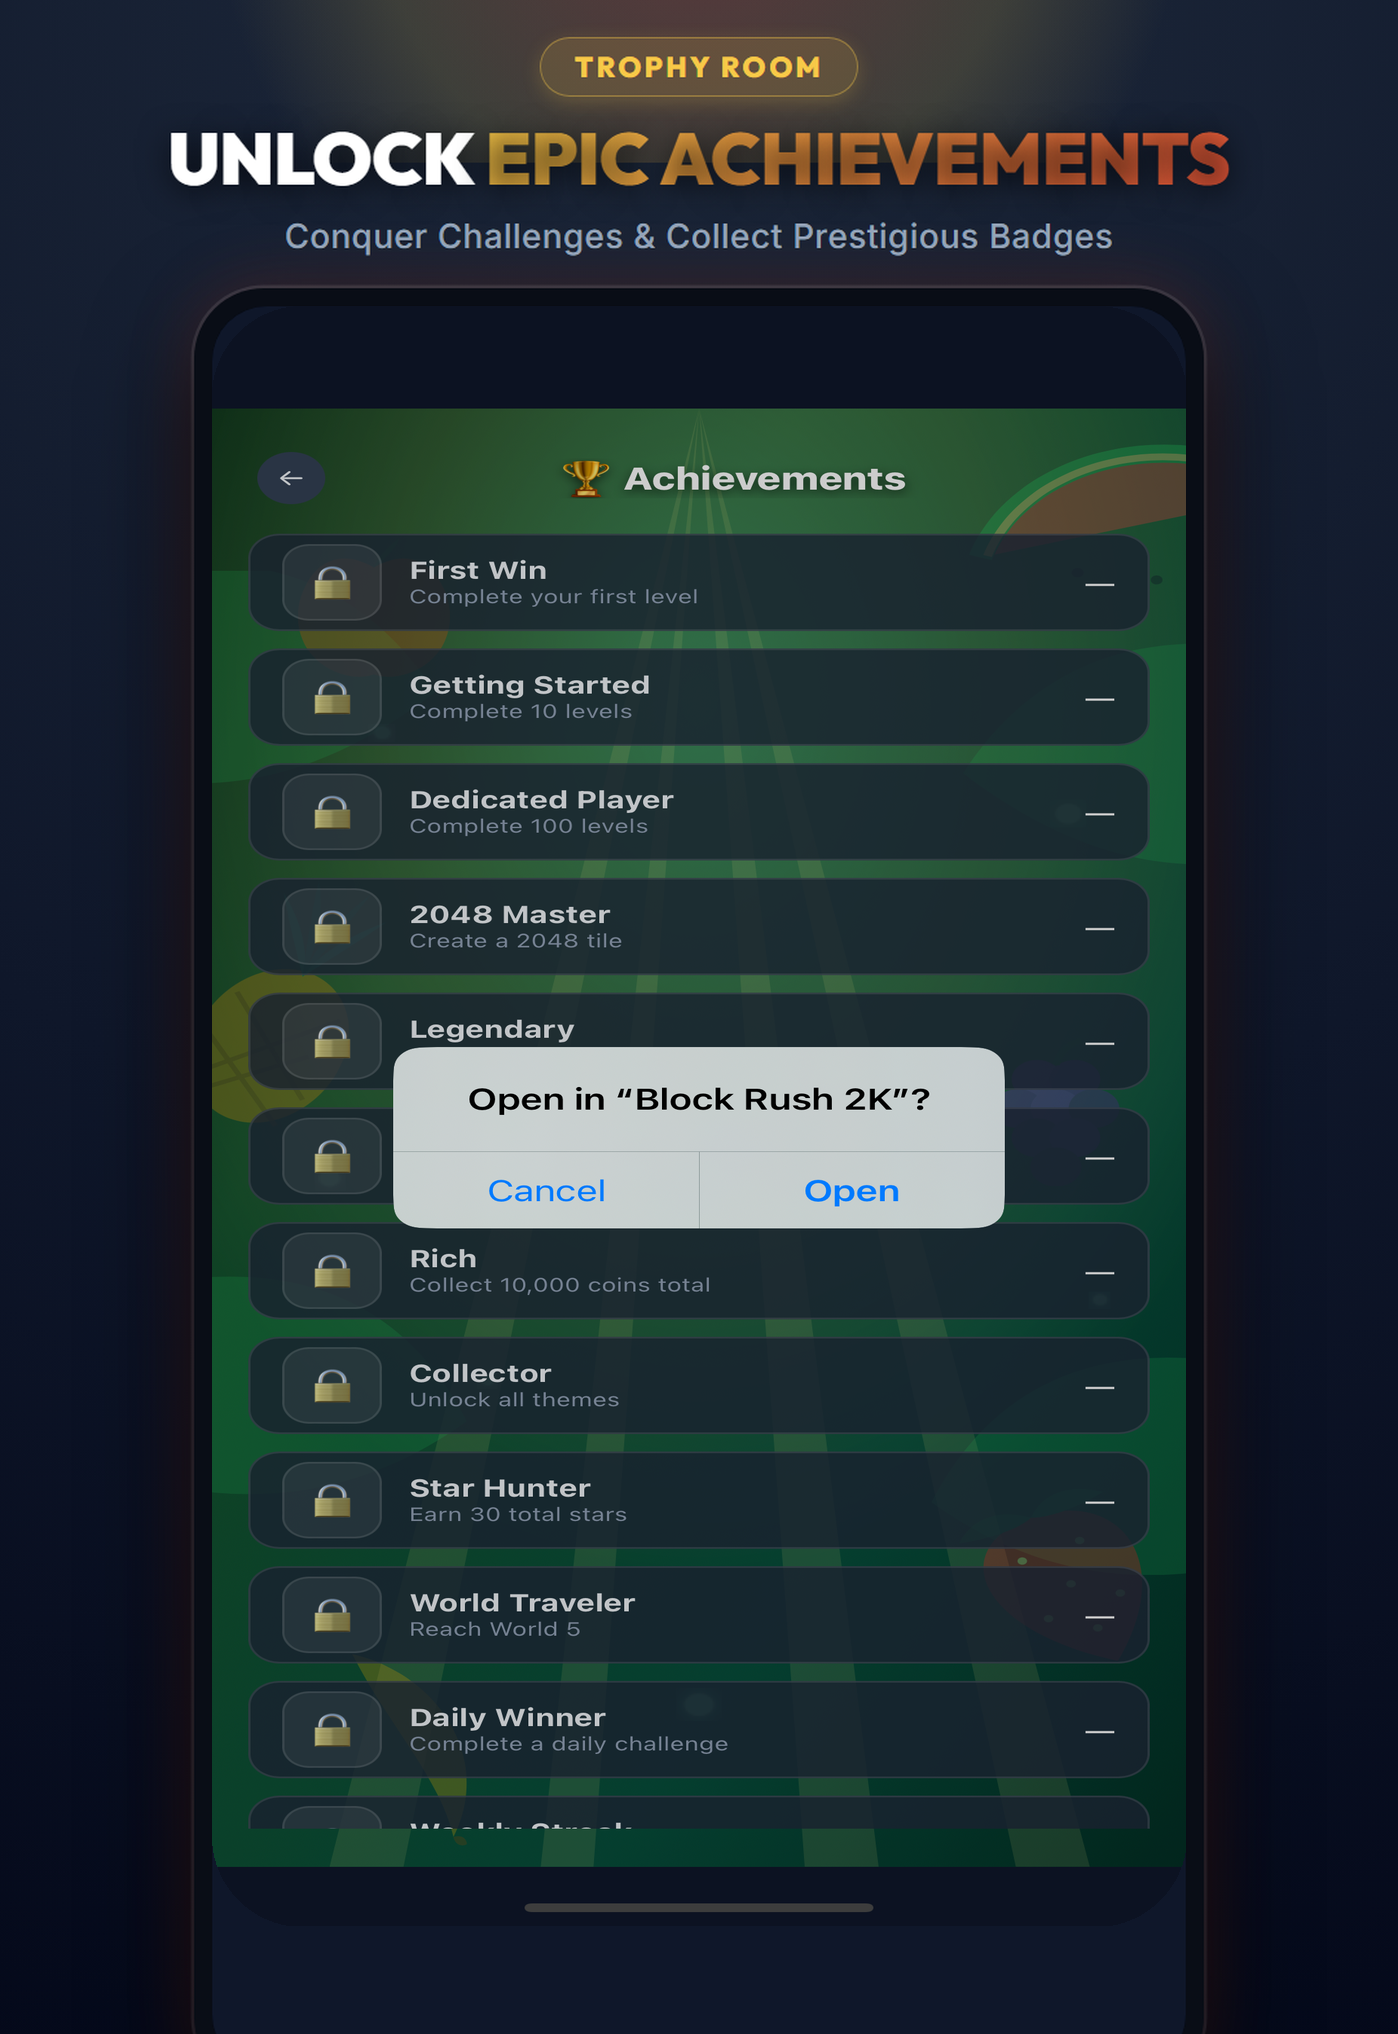 TROPHY ROOM
UNLOCK EPIC ACHIEVEMENTS
Conquer Challenges & Collect Prestigious Badges
🏆 Achievements
First Win
Complete your first level
—
Getting Started
Complete 10 levels
—
Dedicated Player
Complete 100 levels
—
2048 Master
Create a 2048 tile
—
Legendary
—
Open in “Block Rush 2K”?
Cancel
Open
—
Rich
Collect 10,000 coins total
—
Collector
Unlock all themes
—
Star Hunter
Earn 30 total stars
—
World Traveler
Reach World 5
—
Daily Winner
Complete a daily challenge
—
Weekly Streak